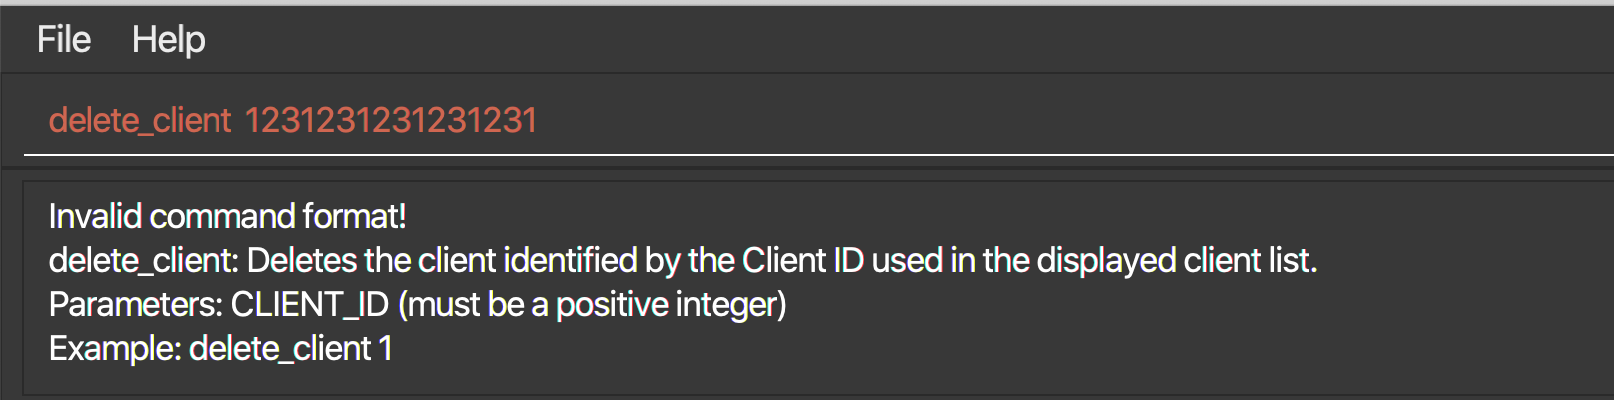 File Help
delete_client 1231231231231231
Invalid command format!
delete_client: Deletes the client identified by the Client ID used in the displayed client list.
Parameters: CLIENT_ID (must be a positive integer)
Example: delete_client 1